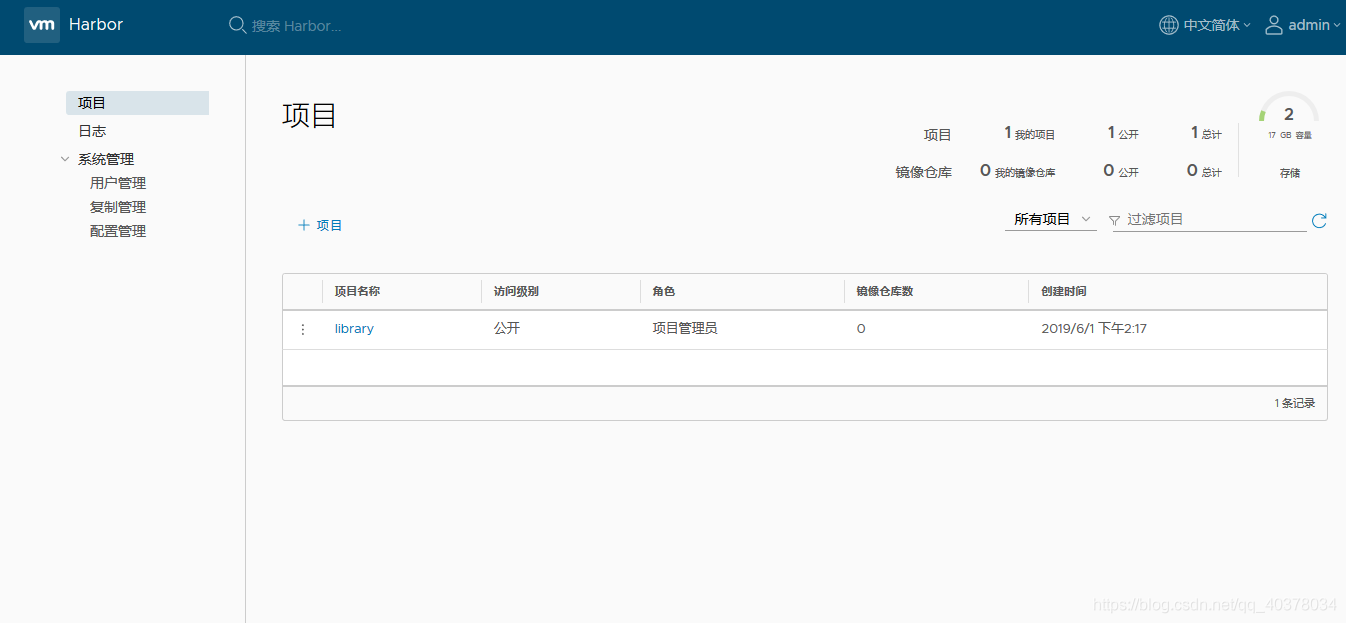 vm Harbor 搜索 Harbor... 中文简体 admin
项目
日志
系统管理
用户管理
复制管理
配置管理
项目
项目 1 我的项目 1 公开 1 总计
镜像仓库 0 我的镜像仓库 0 公开 0 总计
2
17 GB 容量
存储
+ 项目
所有项目 过滤项目
项目名称 访问级别 角色 镜像仓库数 创建时间
library 公开 项目管理员 0 2019/6/1 下午2:17
1 条记录
https://blog.csdn.net/qq_40378034